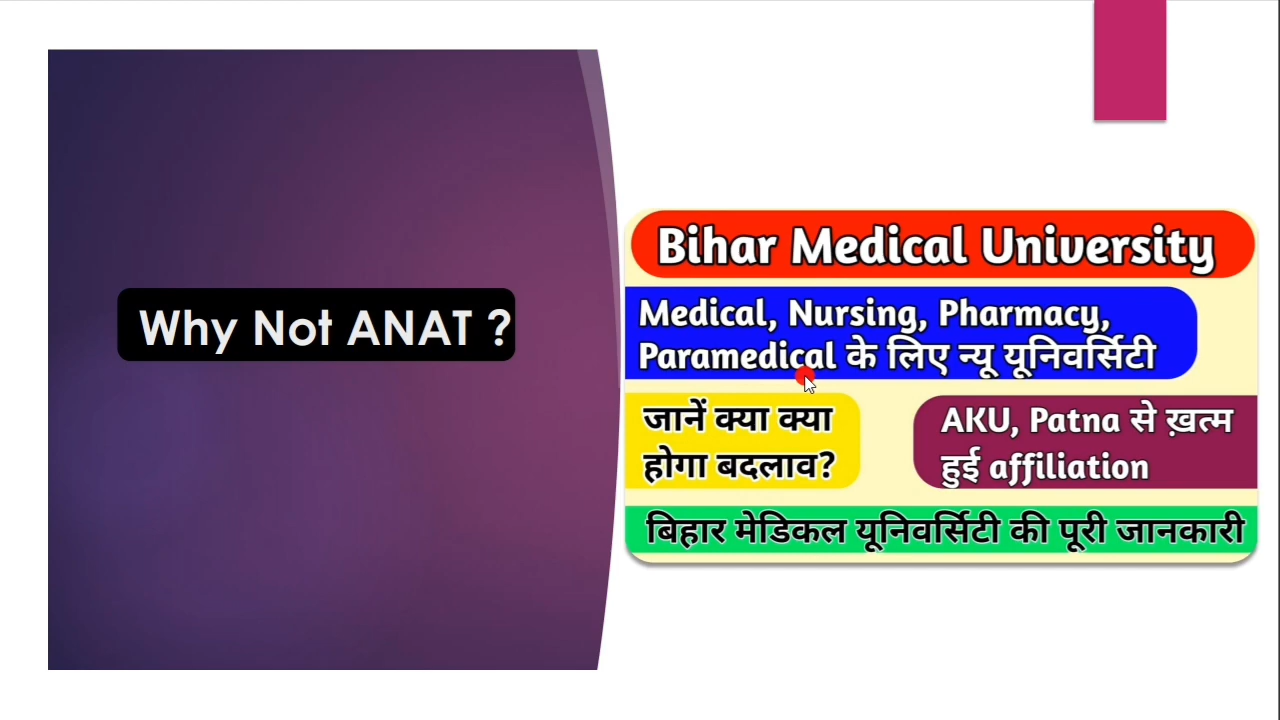 Why Not ANAT ?
Bihar Medical University
Medical, Nursing, Pharmacy,
Paramedical के लिए न्यू यूनिवर्सिटी
जानें क्या क्या
होगा बदलाव?
AKU, Patna से ख़त्म
हुई affiliation
बिहार मेडिकल यूनिवर्सिटी की पूरी जानकारी